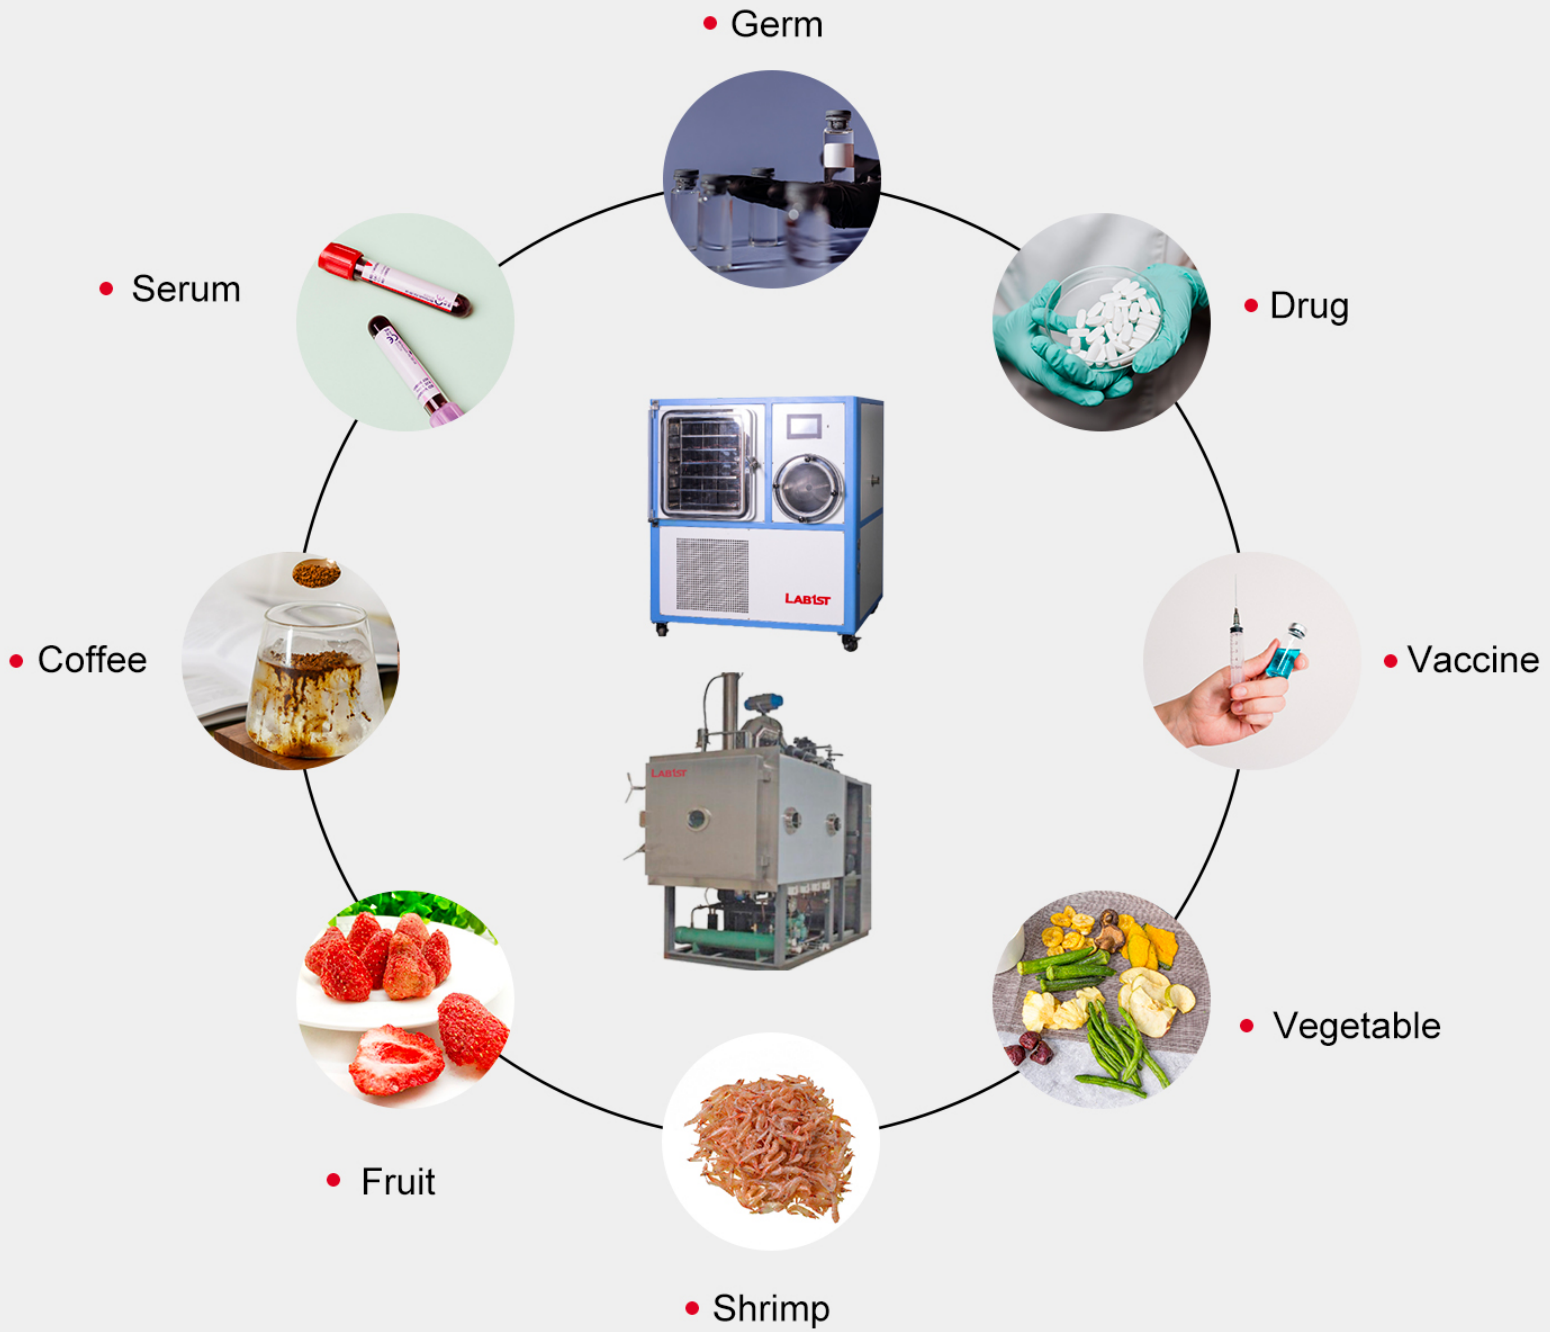 Germ
Serum
Drug
LAB1ST
Coffee
Vaccine
LAB1ST
Vegetable
Fruit
Shrimp